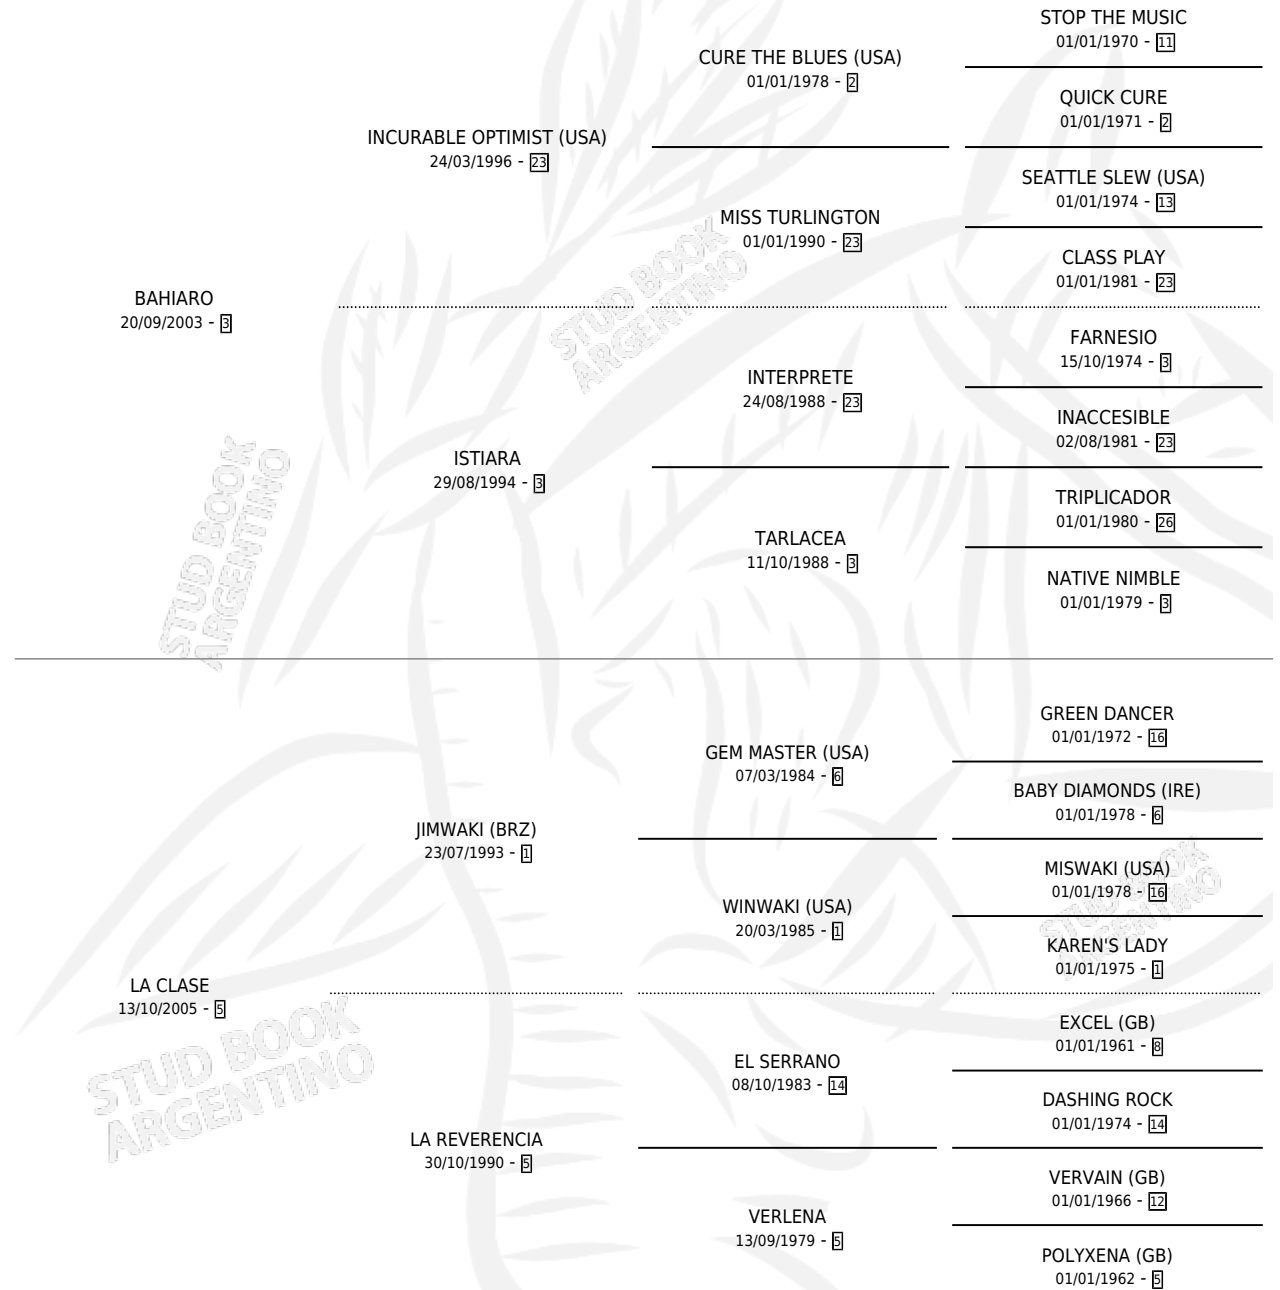 STOP THE MUSIC
01/01/1970 - 11
CURE THE BLUES (USA)
01/01/1978 - 2
QUICK CURE
01/01/1971 - 2
INCURABLE OPTIMIST (USA)
24/03/1996 - 23
SEATTLE SLEW (USA)
01/01/1974 - 13
MISS TURLINGTON
01/01/1990 - 23
CLASS PLAY
01/01/1981 - 23
BAHIARO
20/09/2003 - 3
FARNESIO
15/10/1974 - 3
INTERPRETE
24/08/1988 - 23
INACCESIBLE
02/08/1981 - 23
ISTIARA
29/08/1994 - 3
TRIPLICADOR
01/01/1980 - 26
TARLACEA
11/10/1988 - 3
NATIVE NIMBLE
01/01/1979 - 3
STUD BOOK
ARGENTINO
STUD BOOK
ARGENTINO
GREEN DANCER
01/01/1972 - 16
GEM MASTER (USA)
07/03/1984 - 6
BABY DIAMONDS (IRE)
01/01/1978 - 6
JIMWAKI (BRZ)
23/07/1993 - 1
MISWAKI (USA)
01/01/1978 - 16
WINWAKI (USA)
20/03/1985 - 1
KAREN'S LADY
01/01/1975 - 1
LA CLASE
13/10/2005 - 5
EXCEL (GB)
01/01/1961 - 8
EL SERRANO
08/10/1983 - 14
DASHING ROCK
01/01/1974 - 14
LA REVERENCIA
30/10/1990 - 5
VERVAIN (GB)
01/01/1966 - 12
VERLENA
13/09/1979 - 5
POLYXENA (GB)
01/01/1962 - 5
STUD BOOK
ARGENTINO
STUD BOOK
ARGENTINO